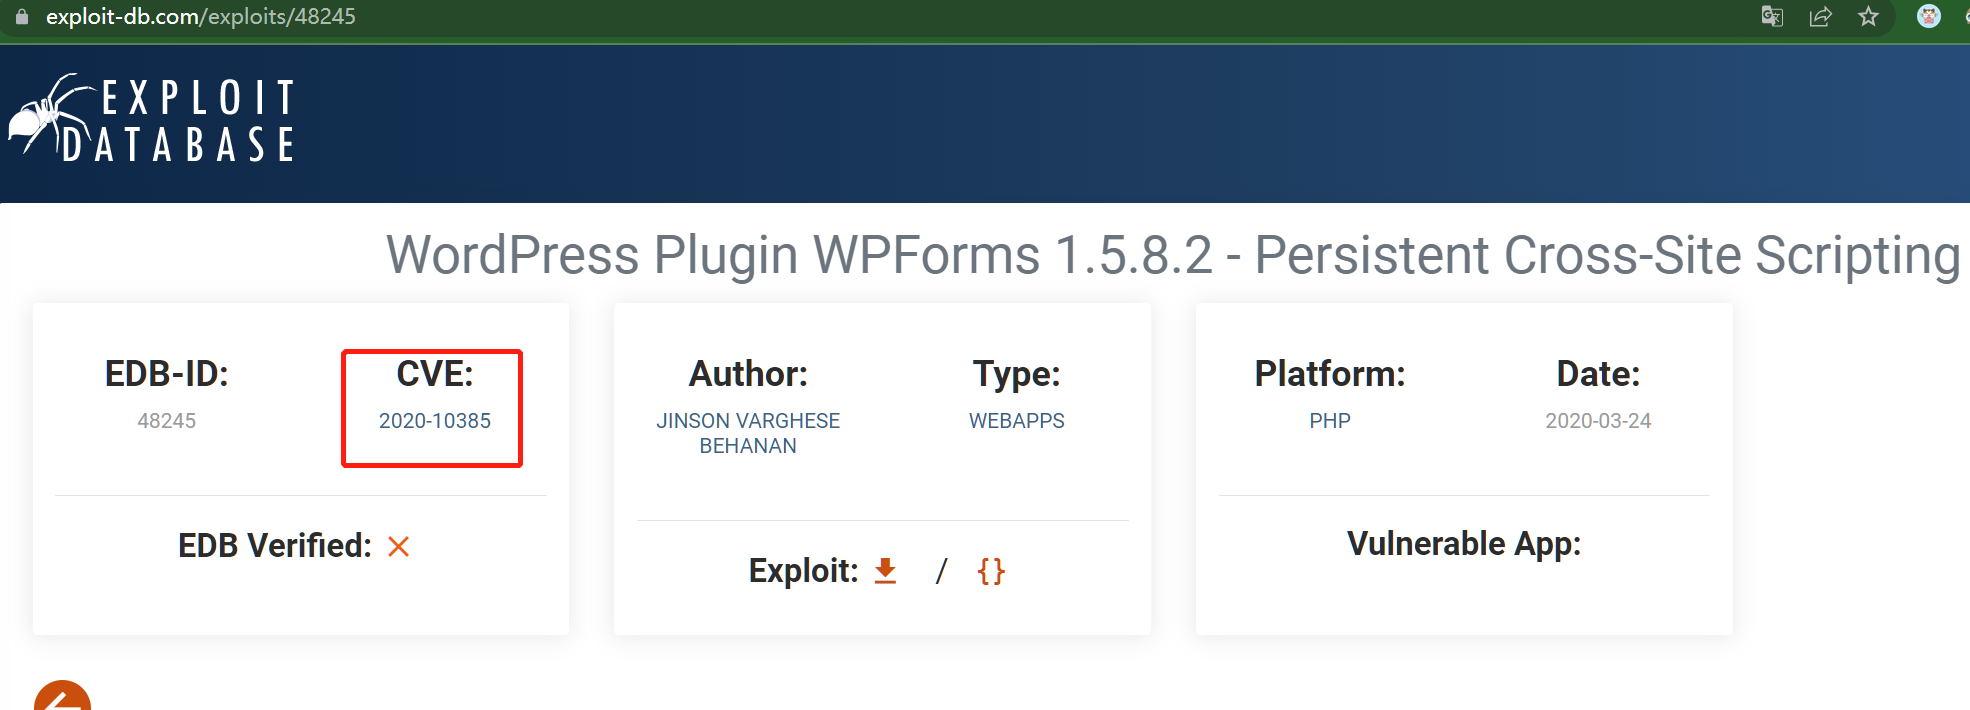 exploit-db.com/exploits/48245
EXPLOIT
DATABASE
WordPress Plugin WPForms 1.5.8.2 - Persistent Cross-Site Scripting
EDB-ID:
48245
CVE:
2020-10385
EDB Verified:
Author:
JINSON VARGHESE
BEHANAN
Type:
WEBAPPS
Exploit: / {}
Platform:
PHP
Date:
2020-03-24
Vulnerable App: